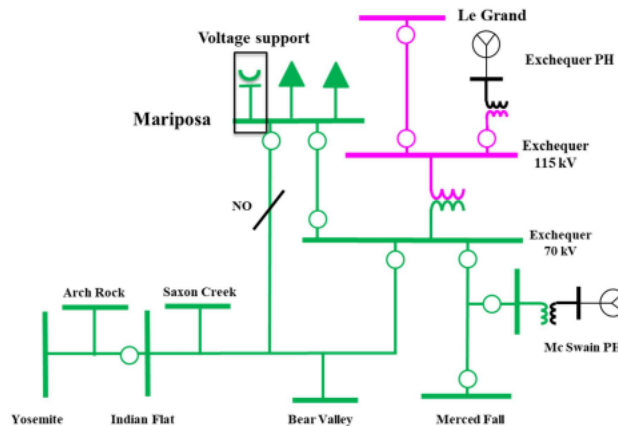 Le Grand
Voltage support
Exchequer PH
Mariposa
Exchequer
115 kV
NO
Exchequer
70 kV
Arch Rock
Saxon Creek
Mc Swain PH
Yosemite
Indian Flat
Bear Valley
Merced Fall